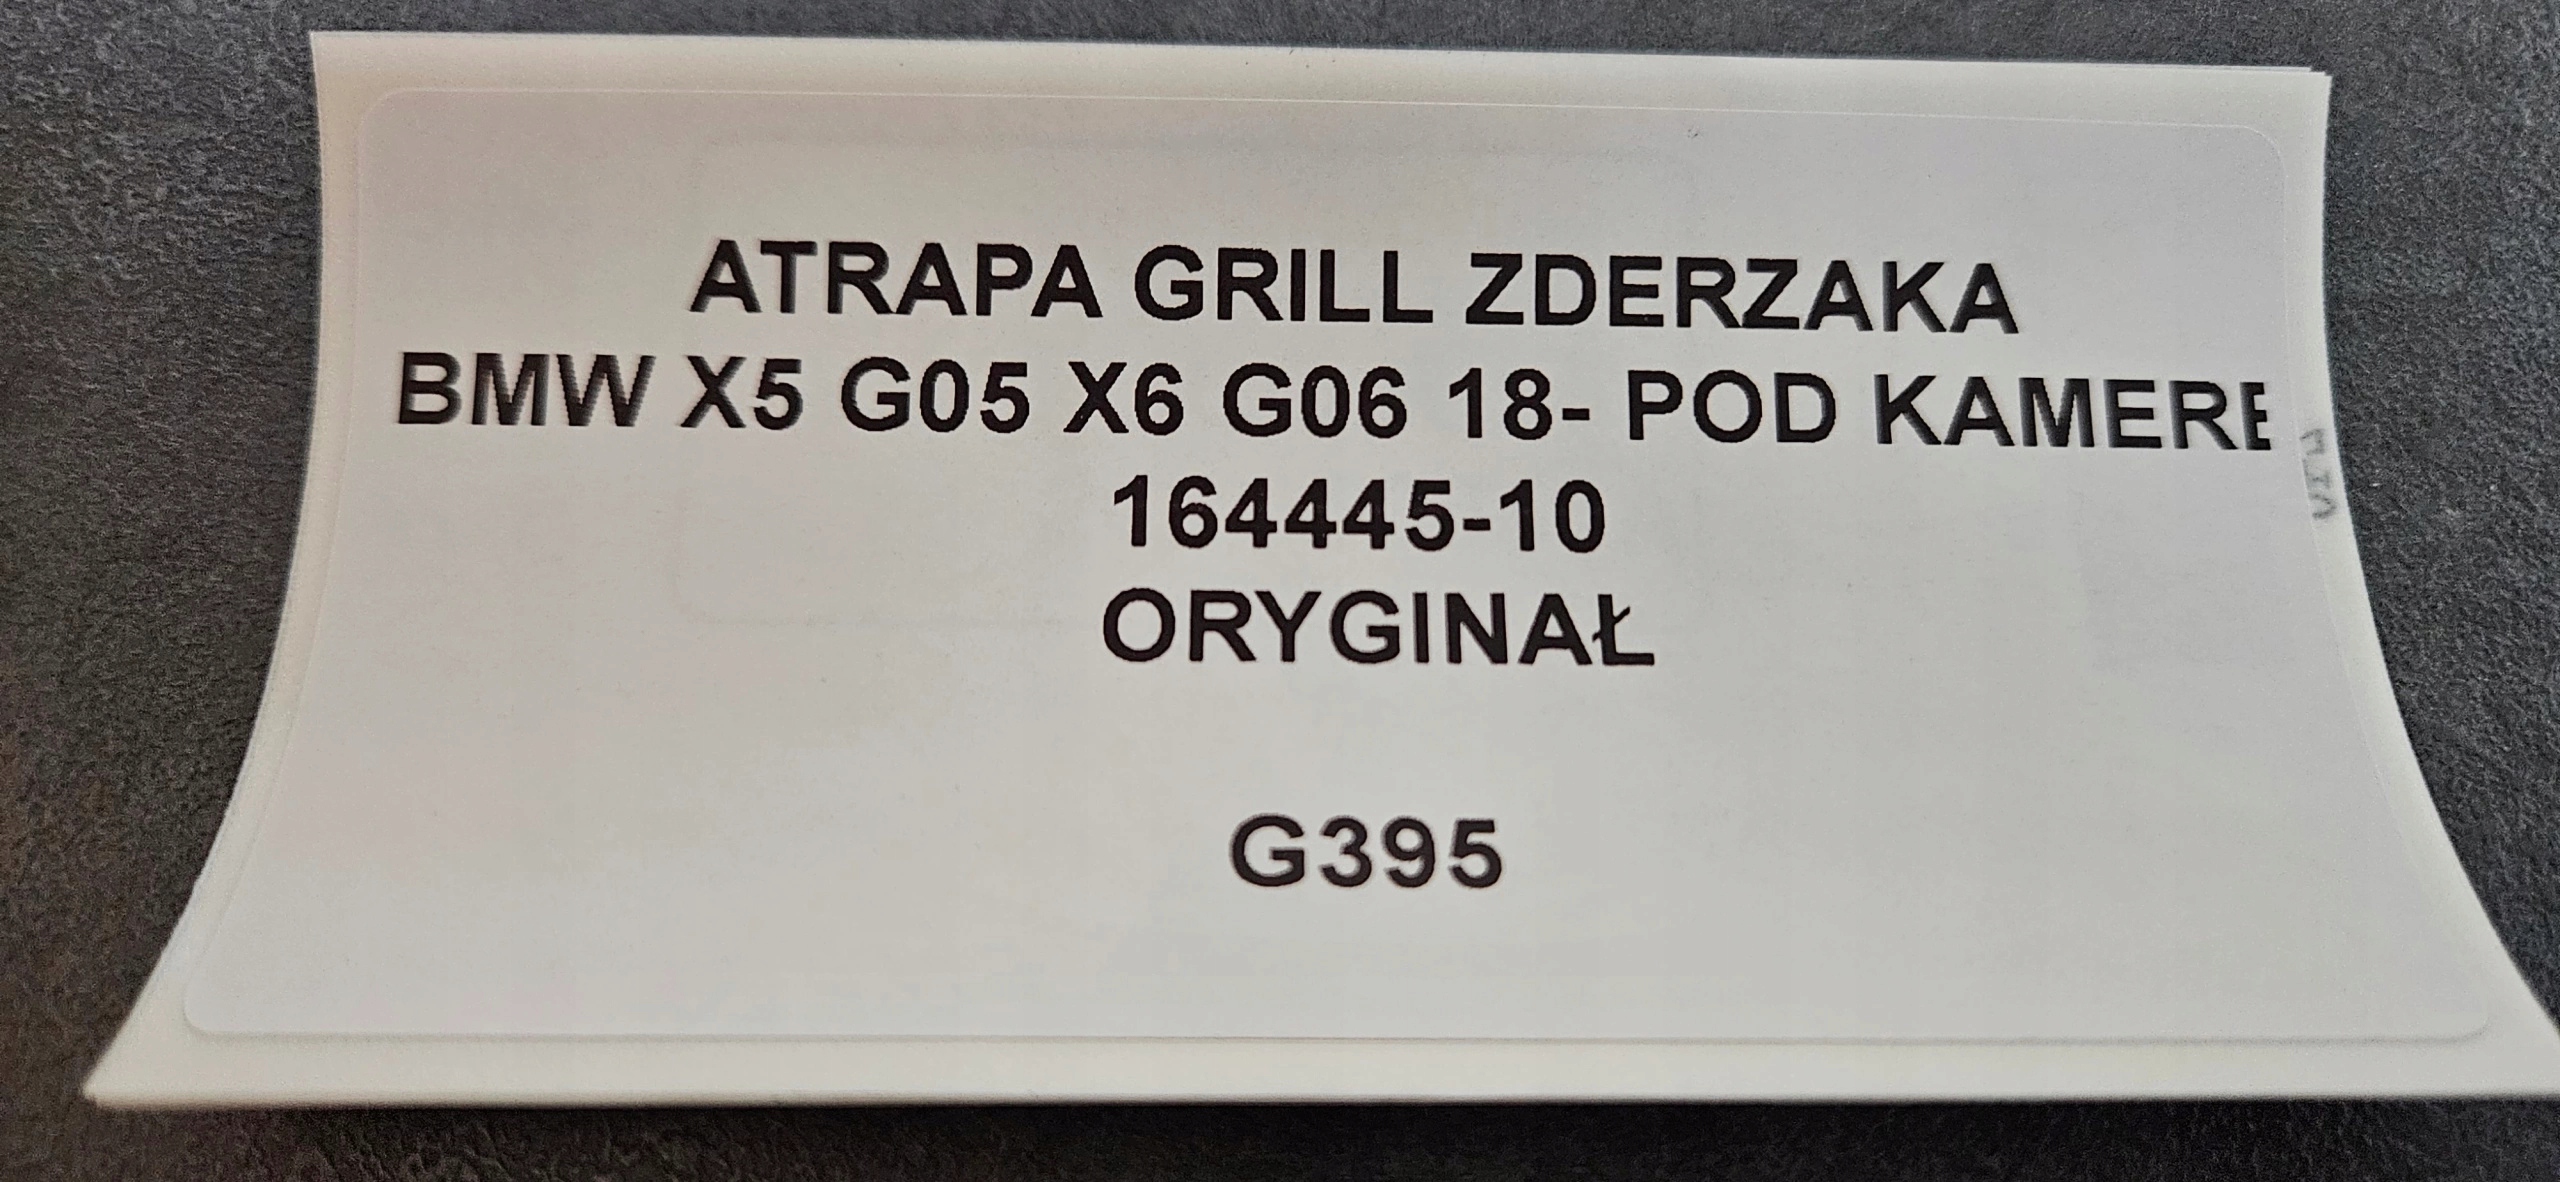 ATRAPA GRILL ZDERZAKA
BMW X5 G05 X6 G06 18- POD KAMERE
164445-10
ORYGINAŁ
G395